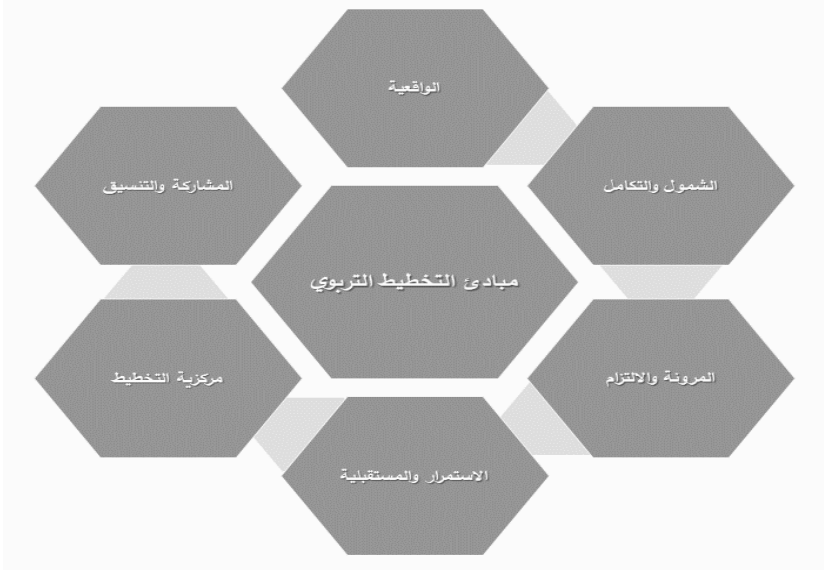 الواقعية
الشمول والتكامل
المشاركة والتنسيق
مبادئ التخطيط التربوي
المرونة والالتزام
مركزية التخطيط
الاستمرار والمستقبلية